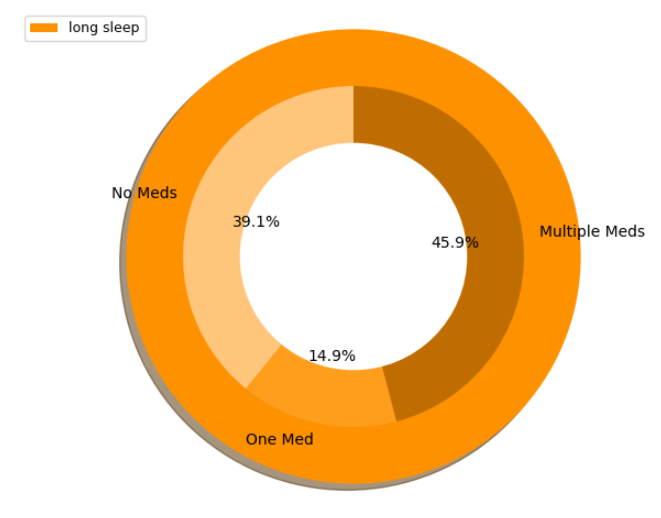 long sleep
No Meds
39.1%
Multiple Meds
45.9%
14.9%
One Med